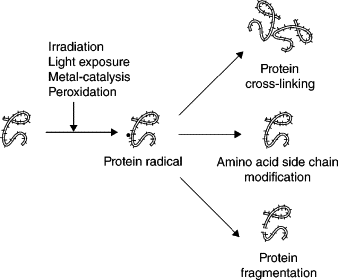 Irradiation
Light exposure
Metal-catalysis
Peroxidation
Protein
cross-linking
Protein radical
Amino acid side chain
modification
Protein
fragmentation